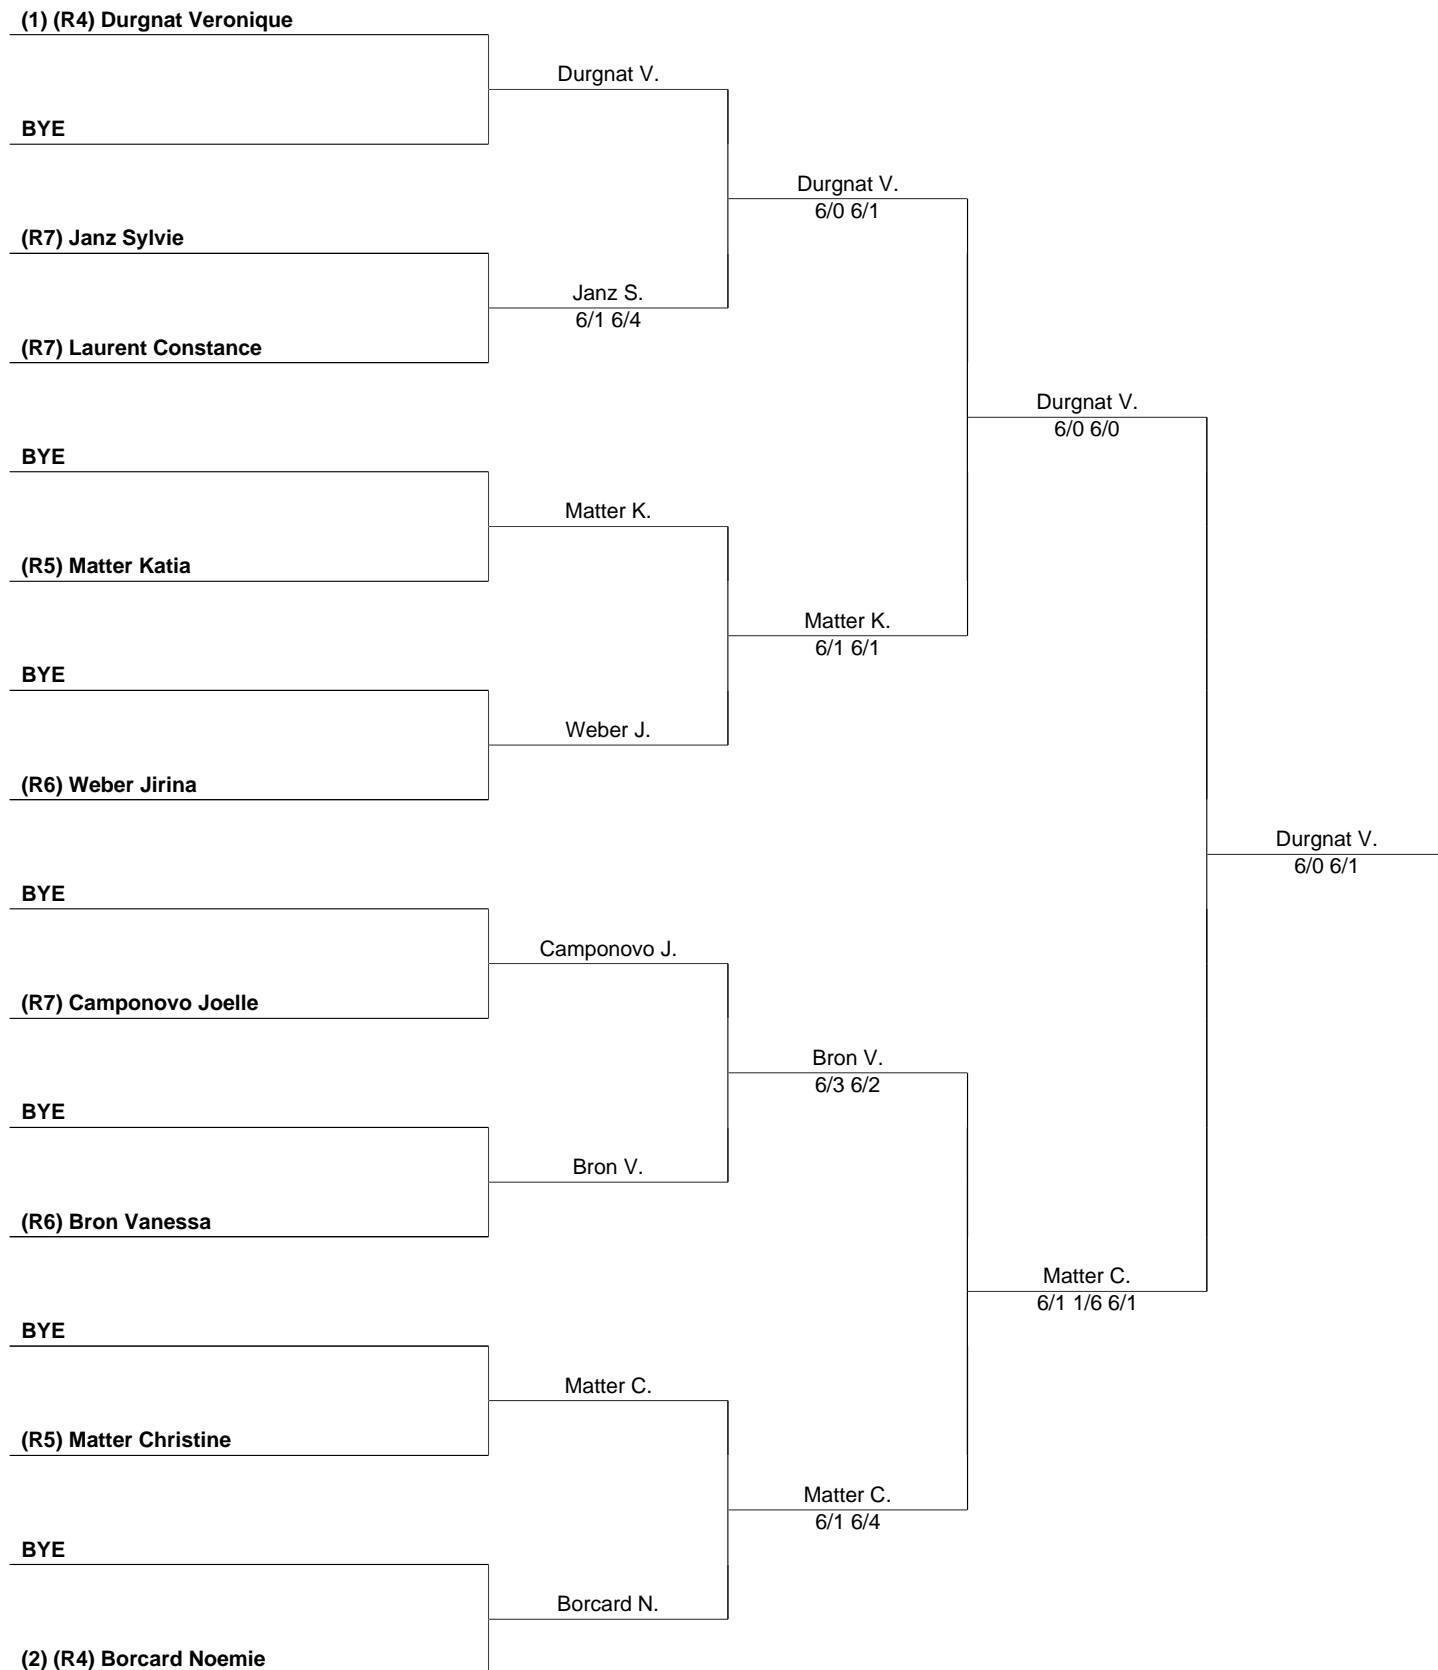 (1) (R4) Durgnat Veronique
Durgnat V.
BYE
Durgnat V.
6/0 6/1
(R7) Janz Sylvie
Janz S.
6/1 6/4
(R7) Laurent Constance
Durgnat V.
6/0 6/0
BYE
Matter K.
(R5) Matter Katia
Matter K.
6/1 6/1
BYE
Weber J.
(R6) Weber Jirina
Durgnat V.
6/0 6/1
BYE
Camponovo J.
(R7) Camponovo Joelle
Bron V.
6/3 6/2
BYE
Bron V.
(R6) Bron Vanessa
Matter C.
6/1 1/6 6/1
BYE
Matter C.
(R5) Matter Christine
Matter C.
6/1 6/4
BYE
Borcard N.
(2) (R4) Borcard Noemie